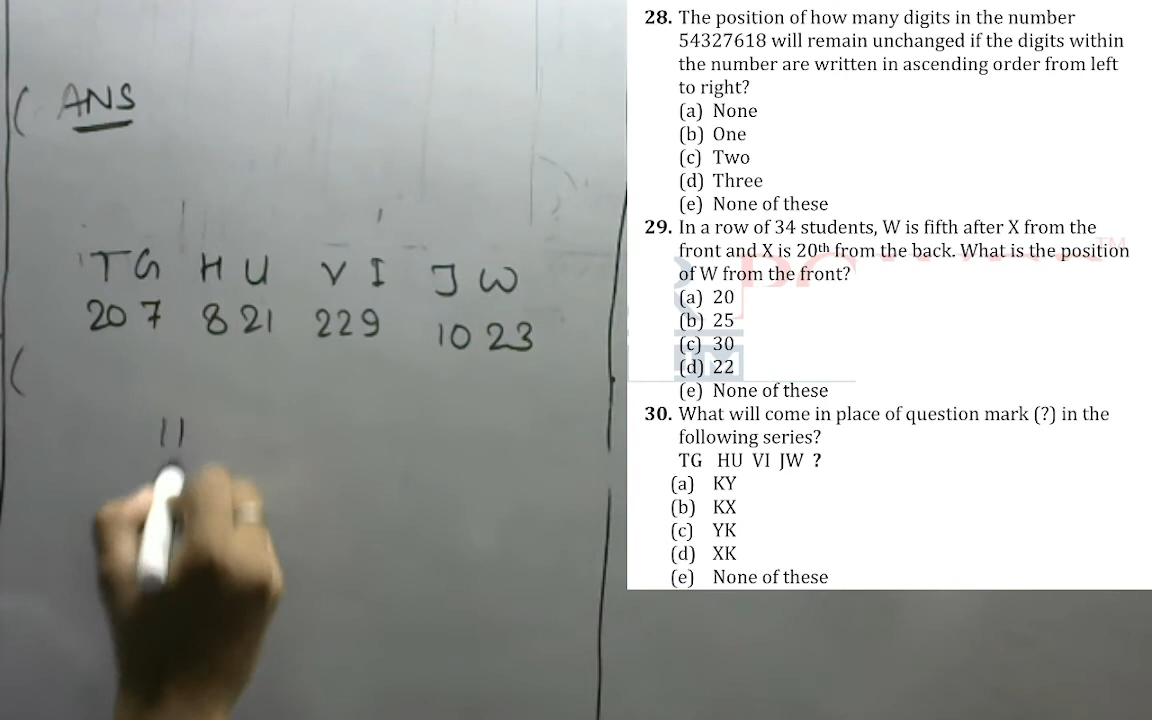 ( ANS
TG HU VI JW
20 7 8 21 22 9 10 23
(
11
28. The position of how many digits in the number
54327618 will remain unchanged if the digits within
the number are written in ascending order from left
to right?
(a) None
(b) One
(c) Two
(d) Three
(e) None of these
29. In a row of 34 students, W is fifth after X from the
front and X is 20th from the back. What is the position
of W from the front?
(a) 20
(b) 25
(c) 30
(d) 22
(e) None of these
30. What will come in place of question mark (?) in the
following series?
TG HU VI JW ?
(a) KY
(b) KX
(c) YK
(d) XK
(e) None of these